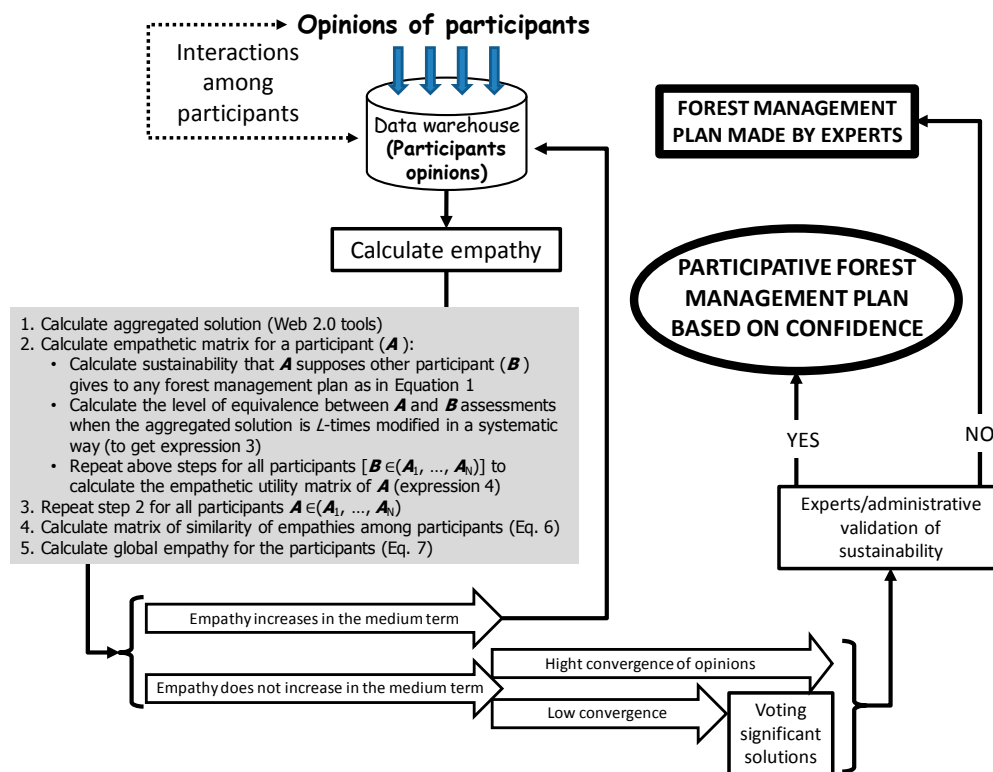 Opinions of participants
Interactions
among
participants
Data warehouse
(Participants
opinions)
Calculate empathy
1. Calculate aggregated solution (Web 2.0 tools)
2. Calculate empathetic matrix for a participant (A ):
• Calculate sustainability that A supposes other participant (B )
gives to any forest management plan as in Equation 1
• Calculate the level of equivalence between A and B assessments
when the aggregated solution is L-times modified in a systematic
way (to get expression 3)
• Repeat above steps for all participants [B ∈(A1, ..., AN)] to
calculate the empathetic utility matrix of A (expression 4)
3. Repeat step 2 for all participants A ∈(A1, ..., AN)
4. Calculate matrix of similarity of empathies among participants (Eq. 6)
5. Calculate global empathy for the participants (Eq. 7)
Empathy increases in the medium term
Empathy does not increase in the medium term
Hight convergence of opinions
Low convergence
Voting
significant
solutions
Experts/administrative
validation of
sustainability
YES
NO
PARTICIPATIVE FOREST
MANAGEMENT PLAN
BASED ON CONFIDENCE
FOREST MANAGEMENT
PLAN MADE BY EXPERTS